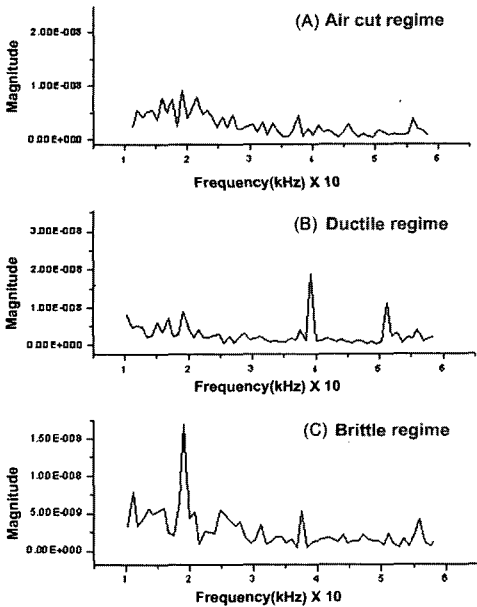 (A) Air cut regime
2.00E-008
1.00E-008
0.00E+000
Magnitude
1 2 3 4 5 6
Frequency(kHz) X 10
(B) Ductile regime
3.00E-008
2.00E-008
1.00E-008
0.00E+000
Magnitude
1 2 3 4 5 6
Frequency(kHz) X 10
(C) Brittle regime
1.50E-008
1.00E-008
5.00E-009
0.00E+000
Magnitude
1 2 3 4 5 6
Frequency(kHz) X 10